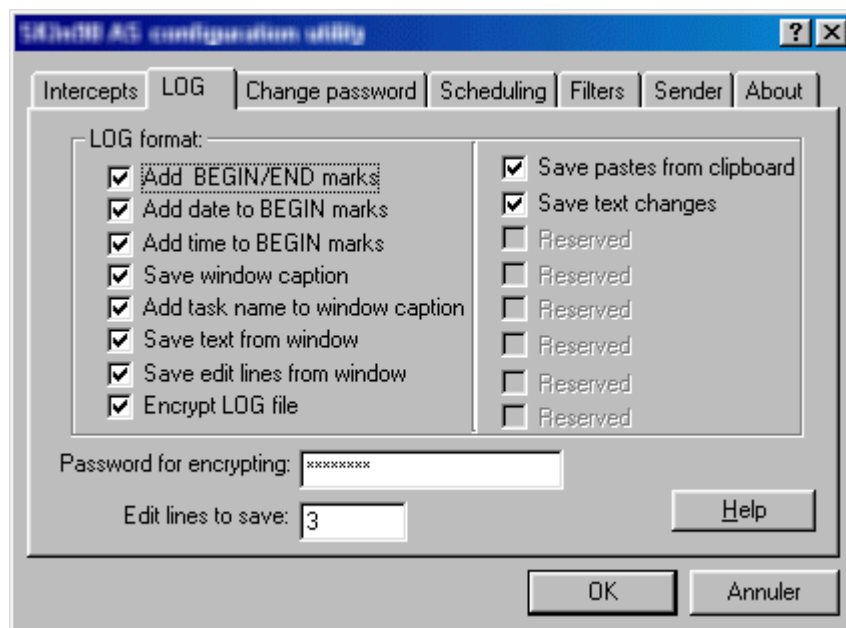 AS configuration utility
Intercepts
LOG
Change password
Scheduling
Filters
Sender
About
LOG format:
Add BEGIN/END marks
Add date to BEGIN marks
Add time to BEGIN marks
Save window caption
Add task name to window caption
Save text from window
Save edit lines from window
Encrypt LOG file
Save pastes from clipboard
Save text changes
Reserved
Reserved
Reserved
Reserved
Reserved
Reserved
Password for encrypting: ********
Edit lines to save: 3
Help
OK
Annuler